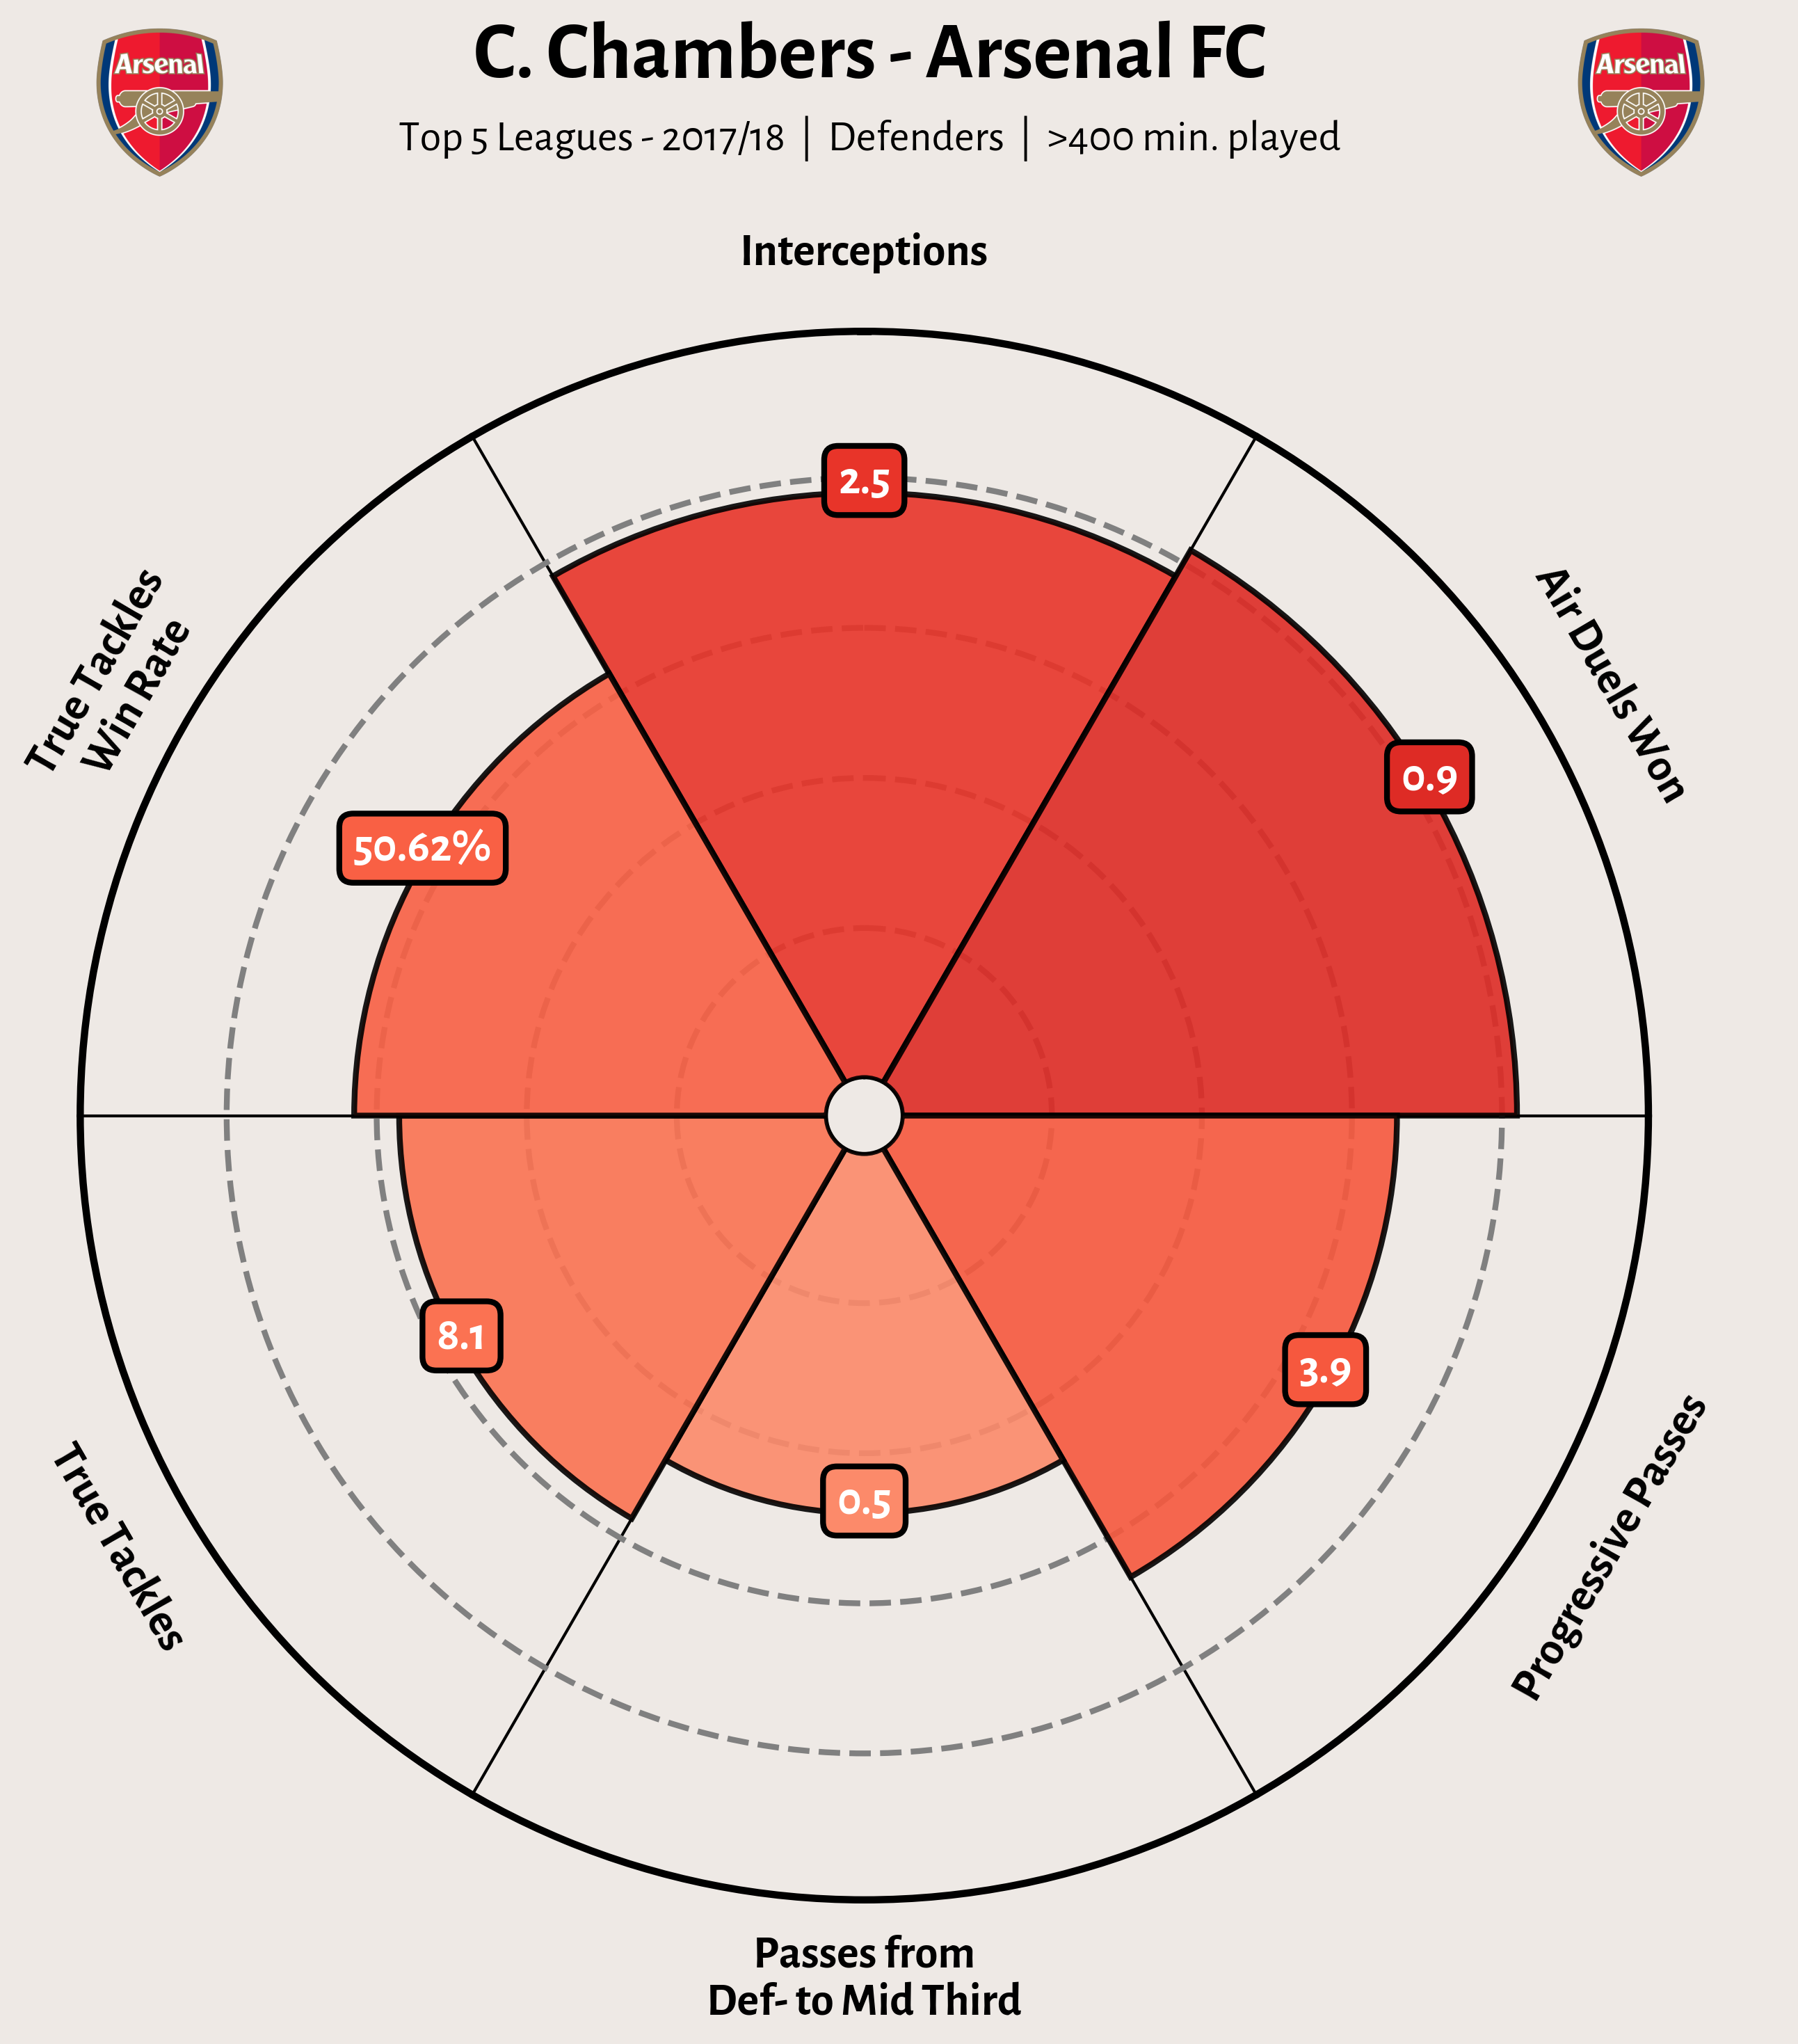 Arsenal
C. Chambers - Arsenal FC
Arsenal
Top 5 Leagues - 2017/18 | Defenders | >400 min. played
Interceptions
2.5
True Tackles
Win Rate
Air Duels Won
0.9
50.62%
8.1
3.9
0.5
True Tackles
Progressive Passes
Passes from
Def- to Mid Third